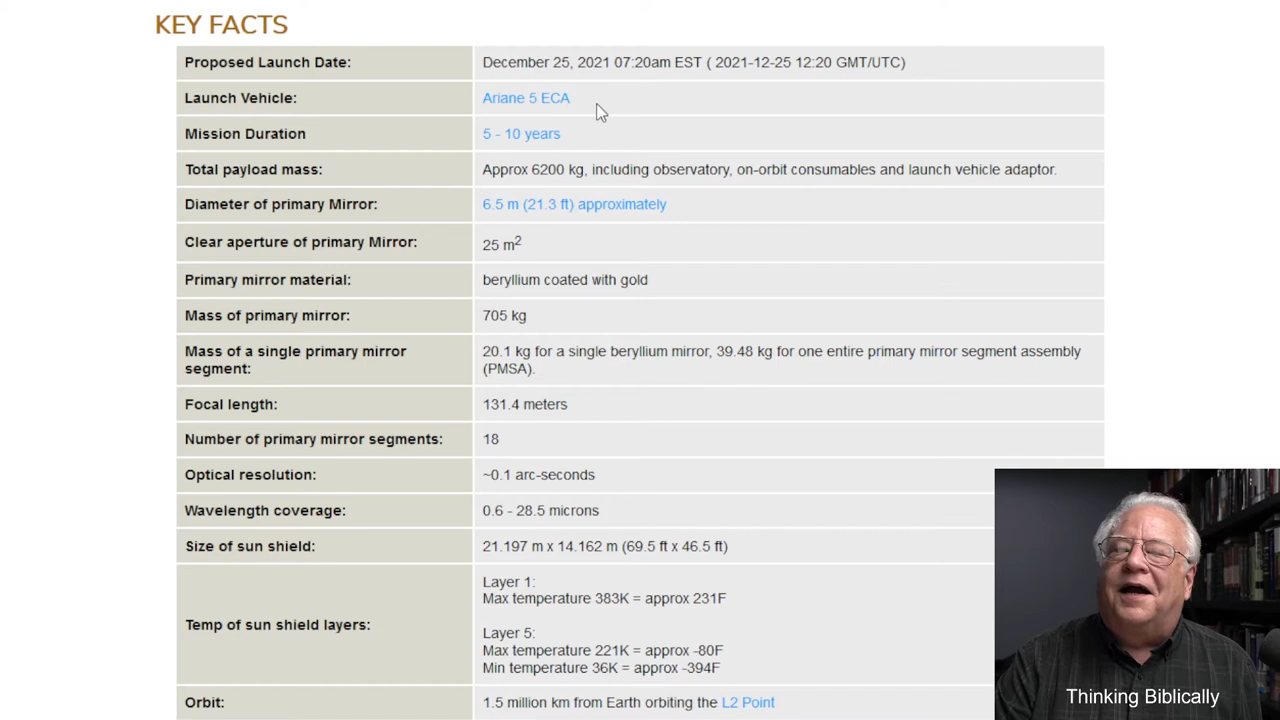 KEY FACTS
Proposed Launch Date: December 25, 2021 07:20am EST ( 2021-12-25 12:20 GMT/UTC)
Launch Vehicle: Ariane 5 ECA
Mission Duration 5 - 10 years
Total payload mass: Approx 6200 kg, including observatory, on-orbit consumables and launch vehicle adaptor.
Diameter of primary Mirror: 6.5 m (21.3 ft) approximately
Clear aperture of primary Mirror: 25 m2
Primary mirror material: beryllium coated with gold
Mass of primary mirror: 705 kg
Mass of a single primary mirror
segment:
20.1 kg for a single beryllium mirror, 39.48 kg for one entire primary mirror segment assembly
(PMSA).
Focal length: 131.4 meters
Number of primary mirror segments: 18
Optical resolution: ~0.1 arc-seconds
Wavelength coverage: 0.6 - 28.5 microns
Size of sun shield: 21.197 m x 14.162 m (69.5 ft x 46.5 ft)
Temp of sun shield layers:
Layer 1:
Max temperature 383K = approx 231F
Layer 5:
Max temperature 221K = approx -80F
Min temperature 36K = approx -394F
Orbit: 1.5 million km from Earth orbiting the L2 Point
Thinking Biblically